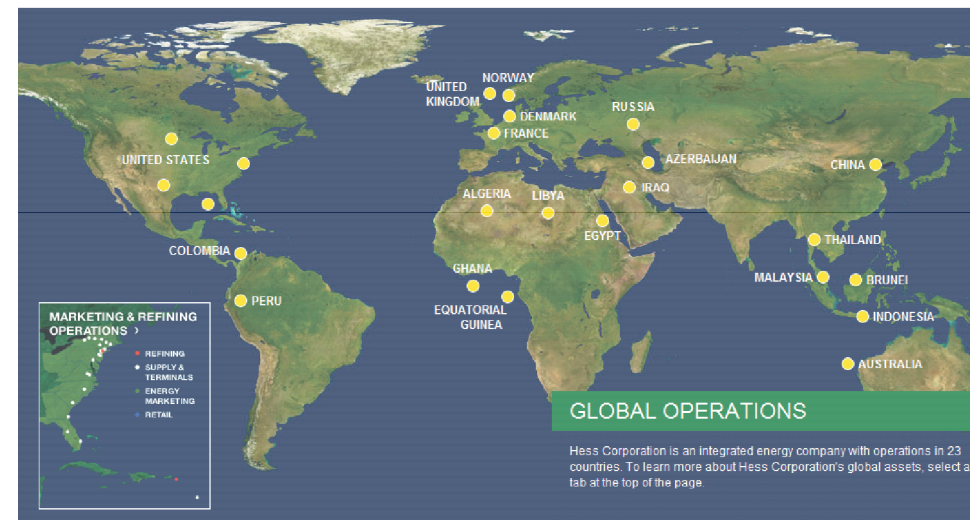 NORWAY
UNITED
KINGDOM
DENMARK
RUSSIA
FRANCE
UNITED STATES
AZERBAIJAN
CHINA
IRAQ
ALGERIA
LIBYA
EGYPT
COLOMBIA
THAILAND
GHANA
MALAYSIA
BRUNEI
PERU
EQUATORIAL
GUINEA
INDONESIA
AUSTRALIA
MARKETING & REFINING
OPERATIONS ›
REFINING
SUPPLY &
TERMINALS
ENERGY
MARKETING
RETAIL
GLOBAL OPERATIONS
Hess Corporation is an integrated energy company with operations in 23
countries. To learn more about Hess Corporation's global assets, select a
tab at the top of the page.